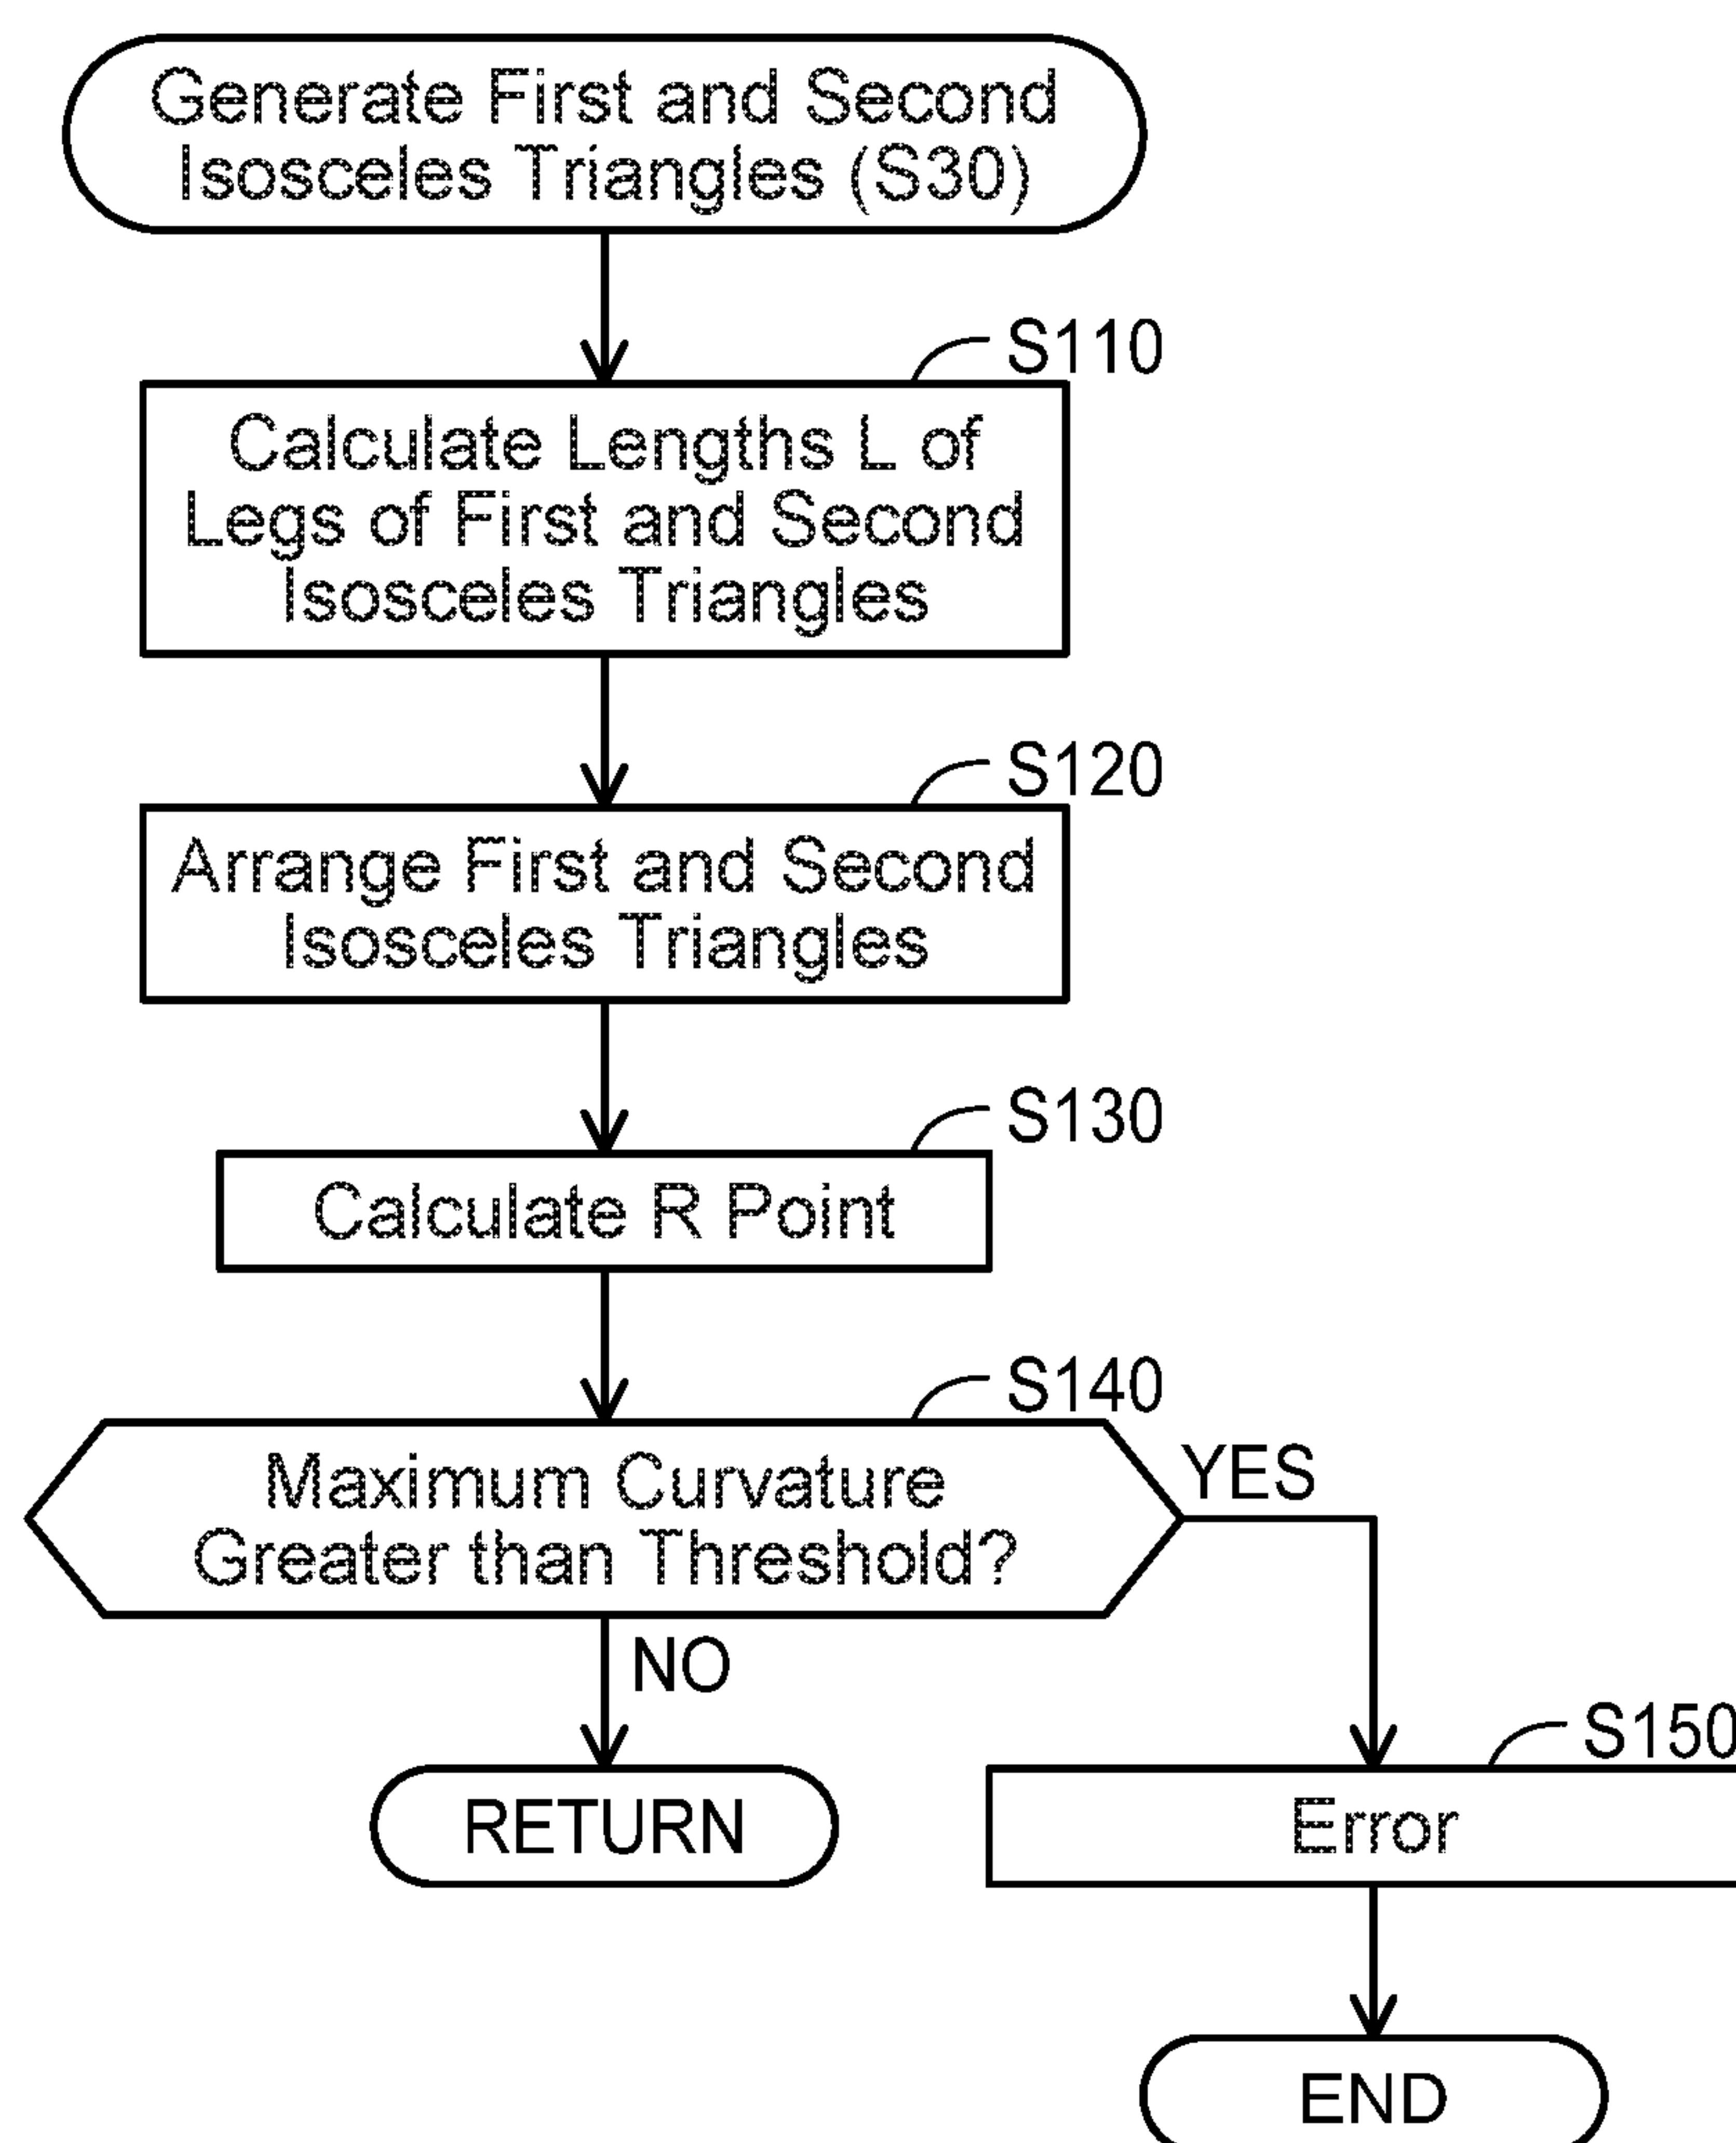 Generate First and Second
Isosceles Triangles (S30)
S110
Calculate Lengths L of
Legs of First and Second
Isosceles Triangles
S120
Arrange First and Second
Isosceles Triangles
S130
Calculate R Point
S140
Maximum Curvature
Greater than Threshold?
YES
NO
S150
RETURN
Error
END